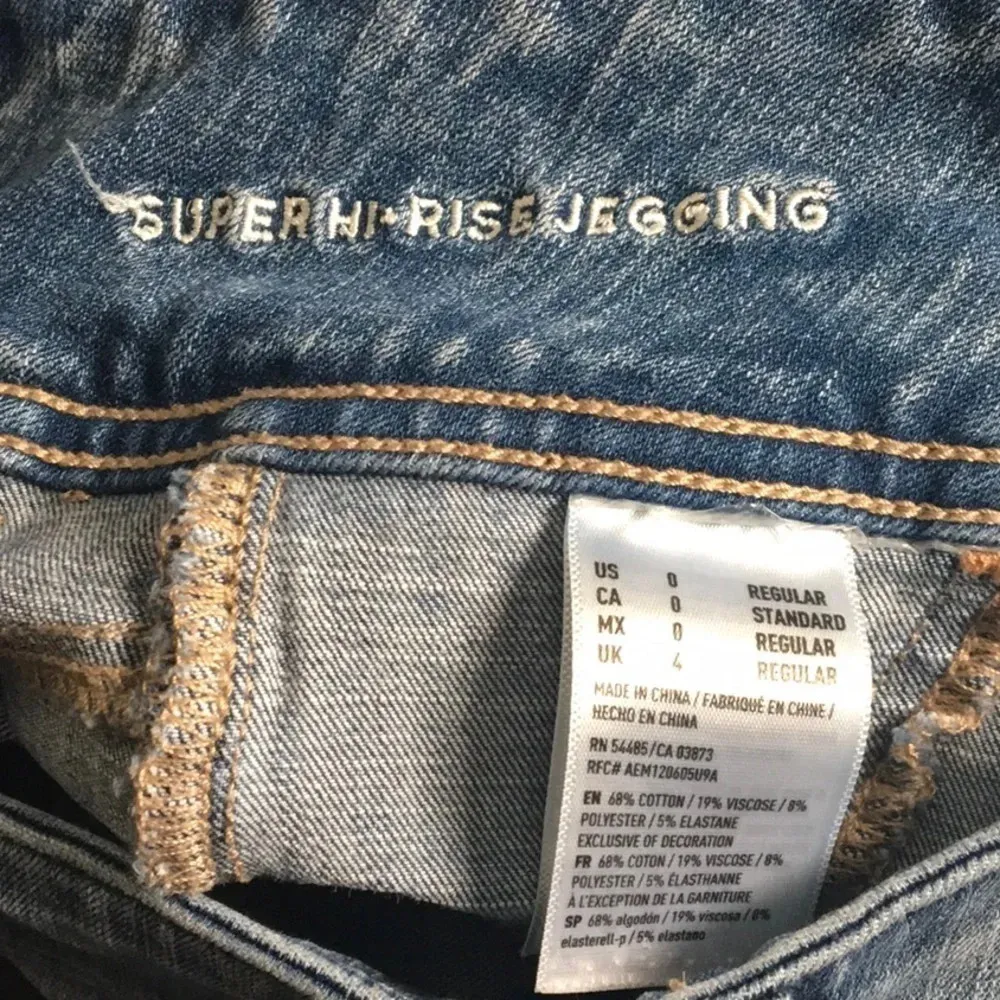 SUPER HI·RISE JEGGING
US 0 REGULAR
CA 0 STANDARD
MX 0 REGULAR
UK 4 REGULAR
MADE IN CHINA / FABRIQUÉ EN CHINE /
HECHO EN CHINA
RN 54485 / CA 03873
RFC# AEM120605U9A
EN 68% COTTON / 19% VISCOSE / 8%
POLYESTER / 5% ELASTANE
EXCLUSIVE OF DECORATION
FR 68% COTON / 19% VISCOSE / 8%
POLYESTER / 5% ÉLASTHANNE
À L'EXCEPTION DE LA GARNITURE
SP 68% algodón / 19% viscosa / 8%
elasterell-p / 5% elastano